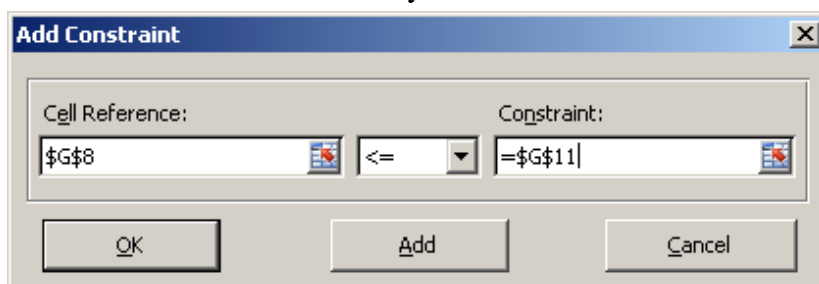 Add Constraint
Cell Reference: Constraint:
$G$8 <= =$G$11
OK Add Cancel